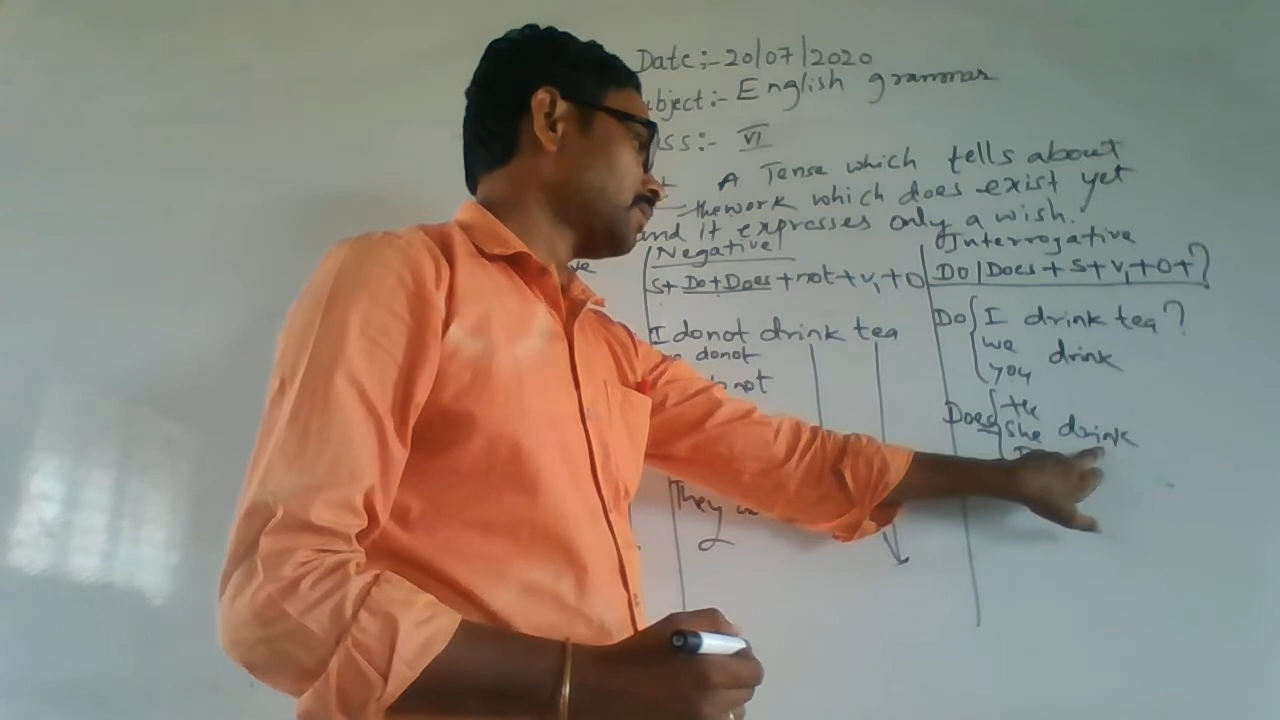 Date:- 20/07/2020
ubject:- English grammar
ss:- VI
A Tense which tells about
the work which does exist yet
and it expresses only a wish.
Negative
Interrogative
ve
S+ Do+Does+not+V1+O
Do/Does+S+V1+O+?
I donot drink tea
Do I drink tea?
donot
we
not
you drink
Does
She drink
They